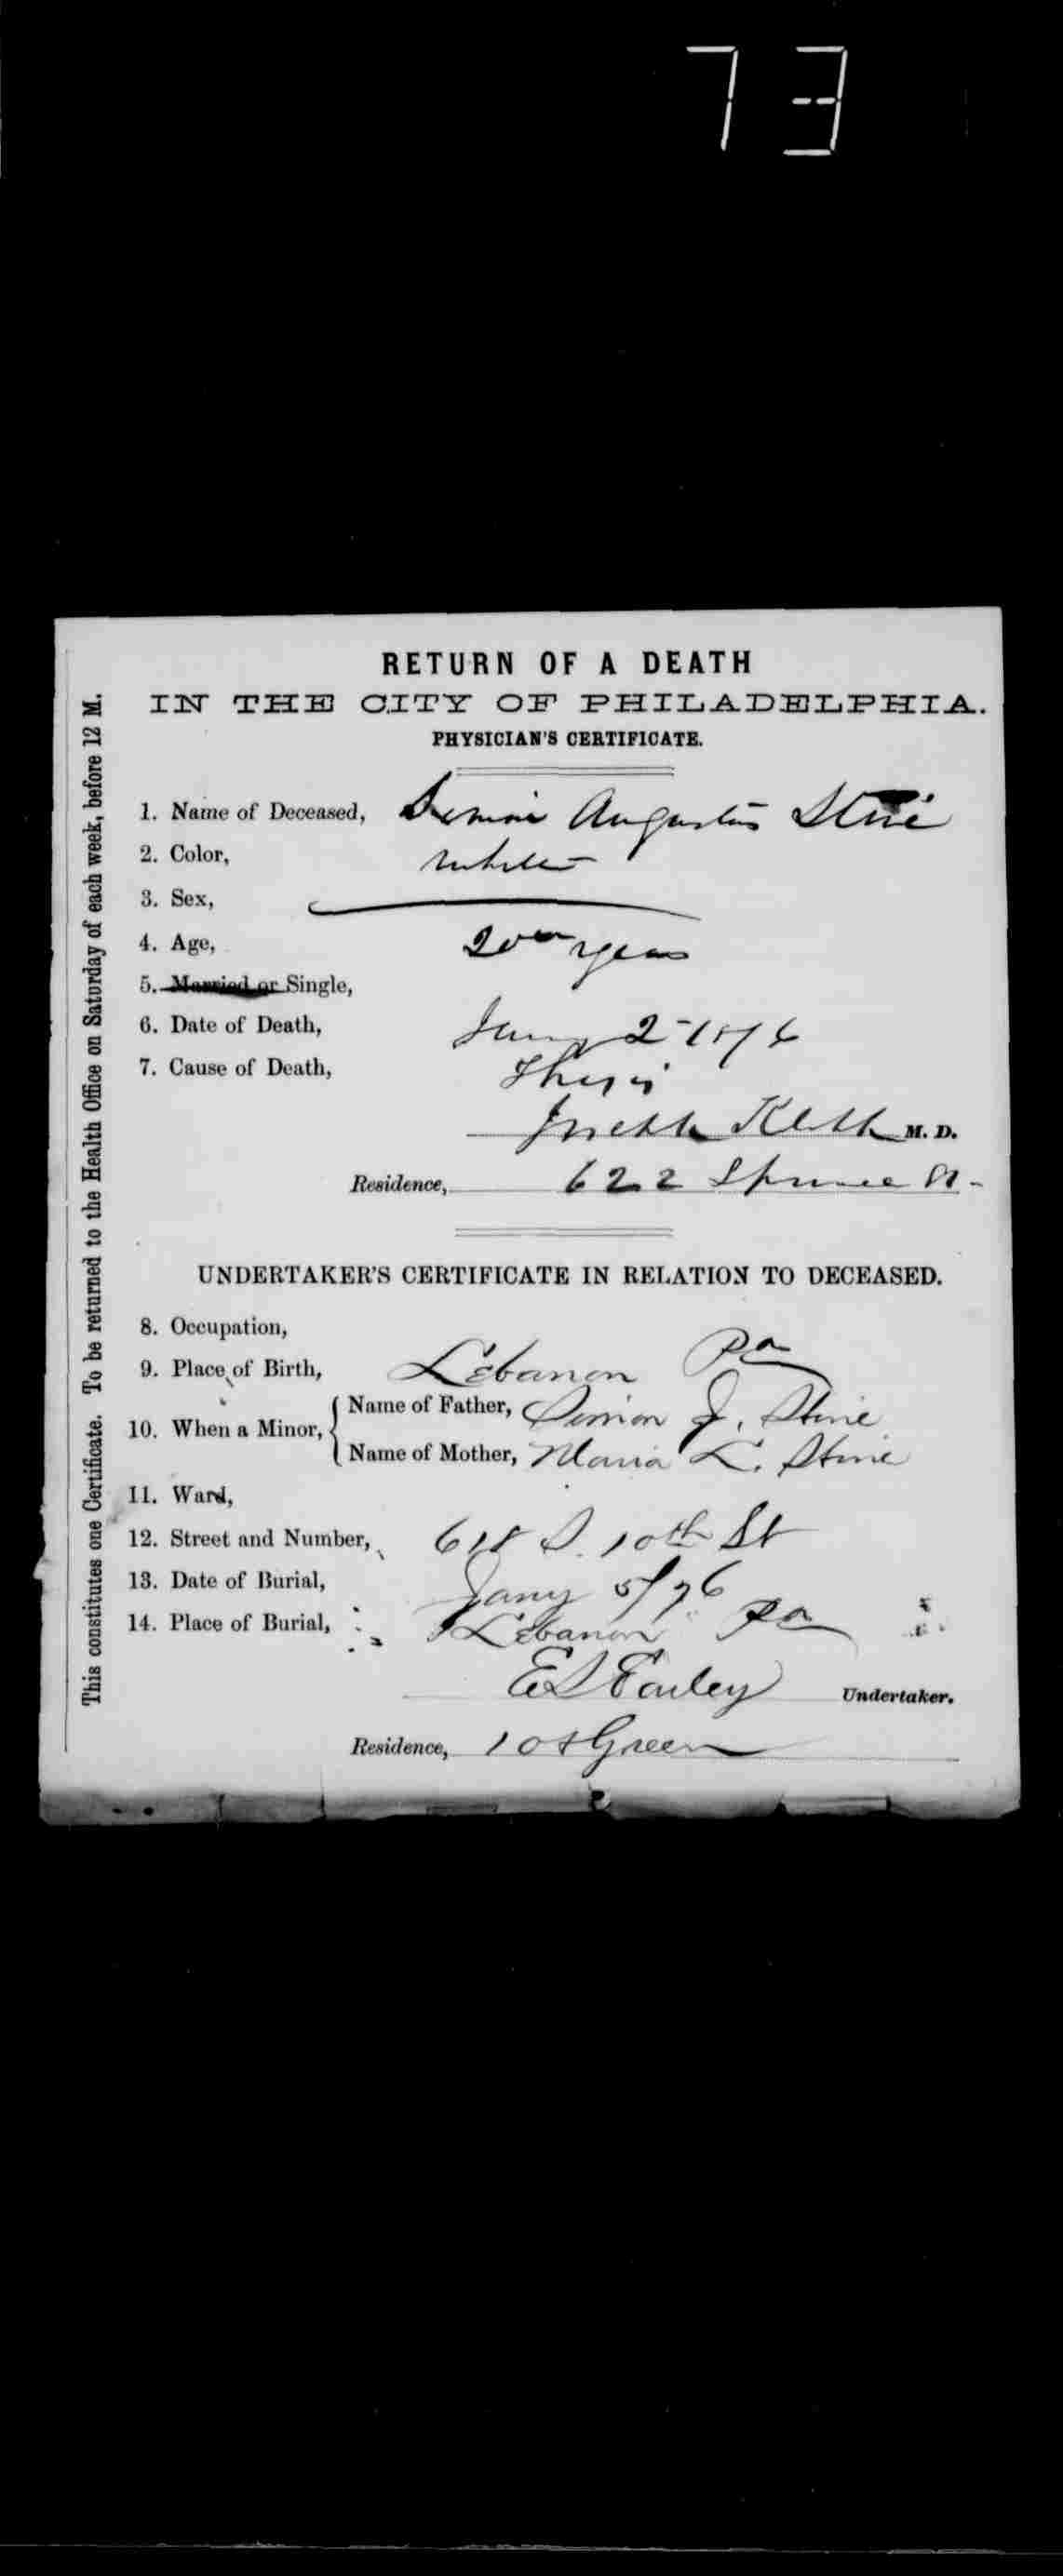 73
RETURN OF A DEATH
IN THE CITY OF PHILADELPHIA.
PHYSICIAN'S CERTIFICATE.
1. Name of Deceased, Simon Augustus Stine
2. Color, white
3. Sex,
4. Age, 20 years
5. Married or Single,
6. Date of Death, Jany 2 - 1876
7. Cause of Death,
M. D.
Residence, 622 Spruce St -
UNDERTAKER'S CERTIFICATE IN RELATION TO DECEASED.
8. Occupation,
9. Place of Birth, Lebanon Pa
10. When a Minor, Name of Father, Simon J. Stine
Name of Mother, Maria L. Stine
11. Ward,
12. Street and Number, 618 S. 10th St
13. Date of Burial, Jany 5/76
14. Place of Burial, Lebanon Pa
E S Earley Undertaker.
Residence, Green
This constitutes one Certificate. To be returned to the Health Office on Saturday of each week, before 12 M.